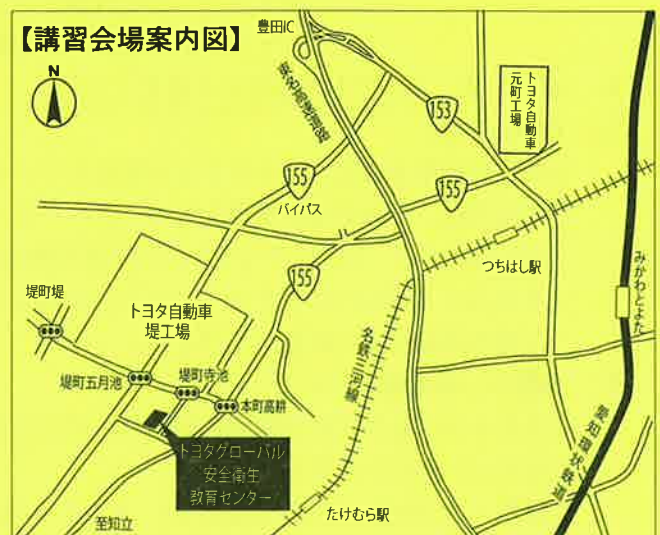 【講習会場案内図】
豊田IC
N
東名高速道路
153
トヨタ自動車
元町工場
155
バイパス
155
155
つちはし駅
みかわとよた
堤町堤
トヨタ自動車
堤工場
名鉄三河線
堤町五月池
堤町寺池
本町高耕
愛知環状鉄道
トヨタグローバル
安全衛生
教育センター
至知立
たけむら駅